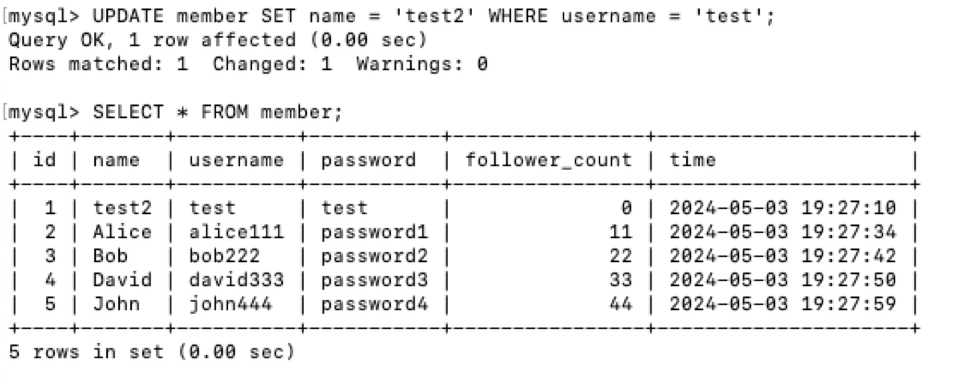 [mysql> UPDATE member SET name = 'test2' WHERE username = 'test';
Query OK, 1 row affected (0.00 sec)
Rows matched: 1  Changed: 1  Warnings: 0

[mysql> SELECT * FROM member;
+----+-------+----------+-----------+----------------+---------------------+
| id | name  | username | password  | follower_count | time                |
+----+-------+----------+-----------+----------------+---------------------+
|  1 | test2 | test     | test      |              0 | 2024-05-03 19:27:10 |
|  2 | Alice | alice111 | password1 |             11 | 2024-05-03 19:27:34 |
|  3 | Bob   | bob222   | password2 |             22 | 2024-05-03 19:27:42 |
|  4 | David | david333 | password3 |             33 | 2024-05-03 19:27:50 |
|  5 | John  | john444  | password4 |             44 | 2024-05-03 19:27:59 |
+----+-------+----------+-----------+----------------+---------------------+
5 rows in set (0.00 sec)